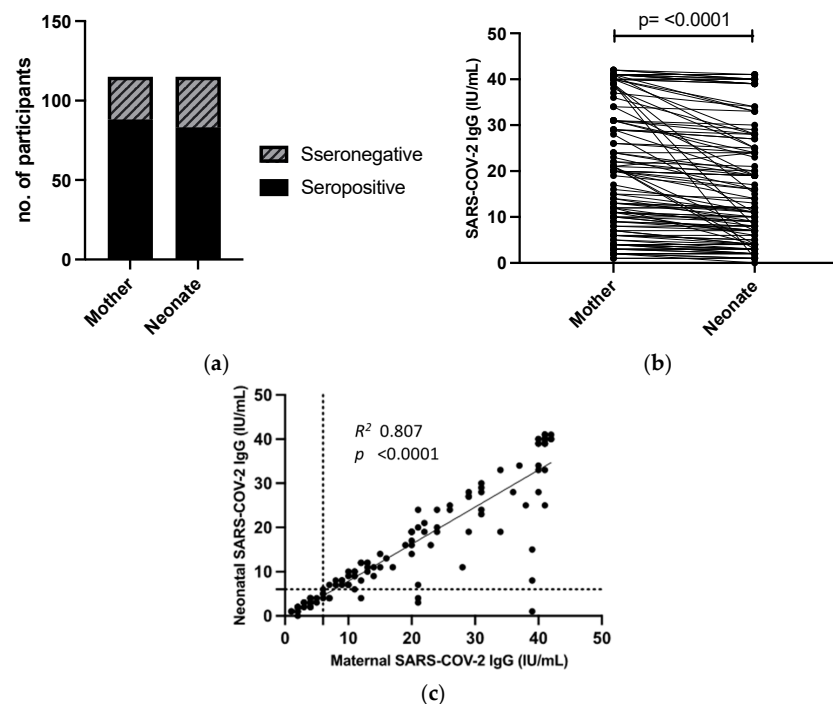 150
100
50
0
no. of participants
Mother
Neonate
Sseronegative
Seropositive
(a)
p= <0.0001
50
40
30
20
10
0
SARS-COV-2 IgG (IU/mL)
Mother
Neonate
(b)
50
40
30
20
10
0
Neonatal SARS-COV-2 IgG (IU/mL)
R² 0.807
p <0.0001
0 10 20 30 40 50
Maternal SARS-COV-2 IgG (IU/mL)
(c)